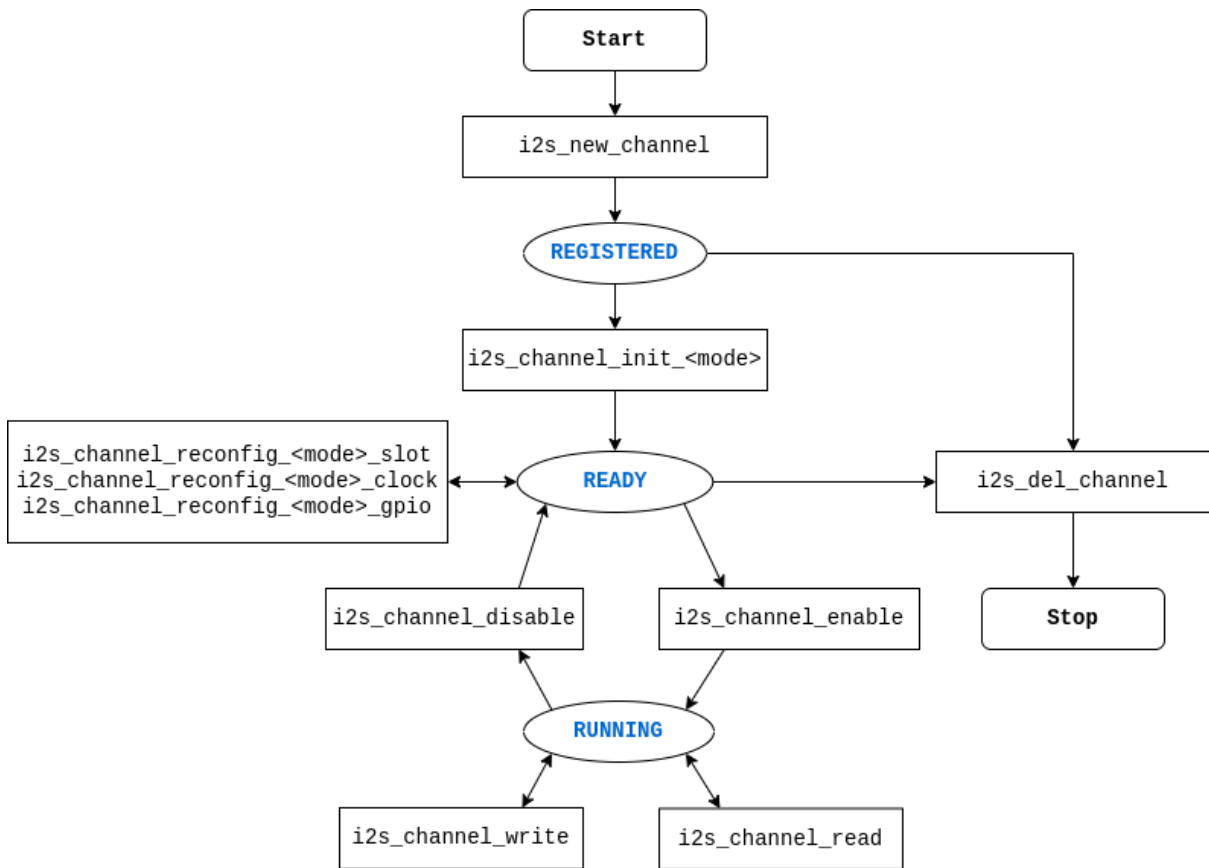 Start
i2s_new_channel
REGISTERED
i2s_channel_init_<mode>
i2s_channel_reconfig_<mode>_slot
i2s_channel_reconfig_<mode>_clock
i2s_channel_reconfig_<mode>_gpio
READY
i2s_del_channel
i2s_channel_disable
i2s_channel_enable
Stop
RUNNING
i2s_channel_write
i2s_channel_read